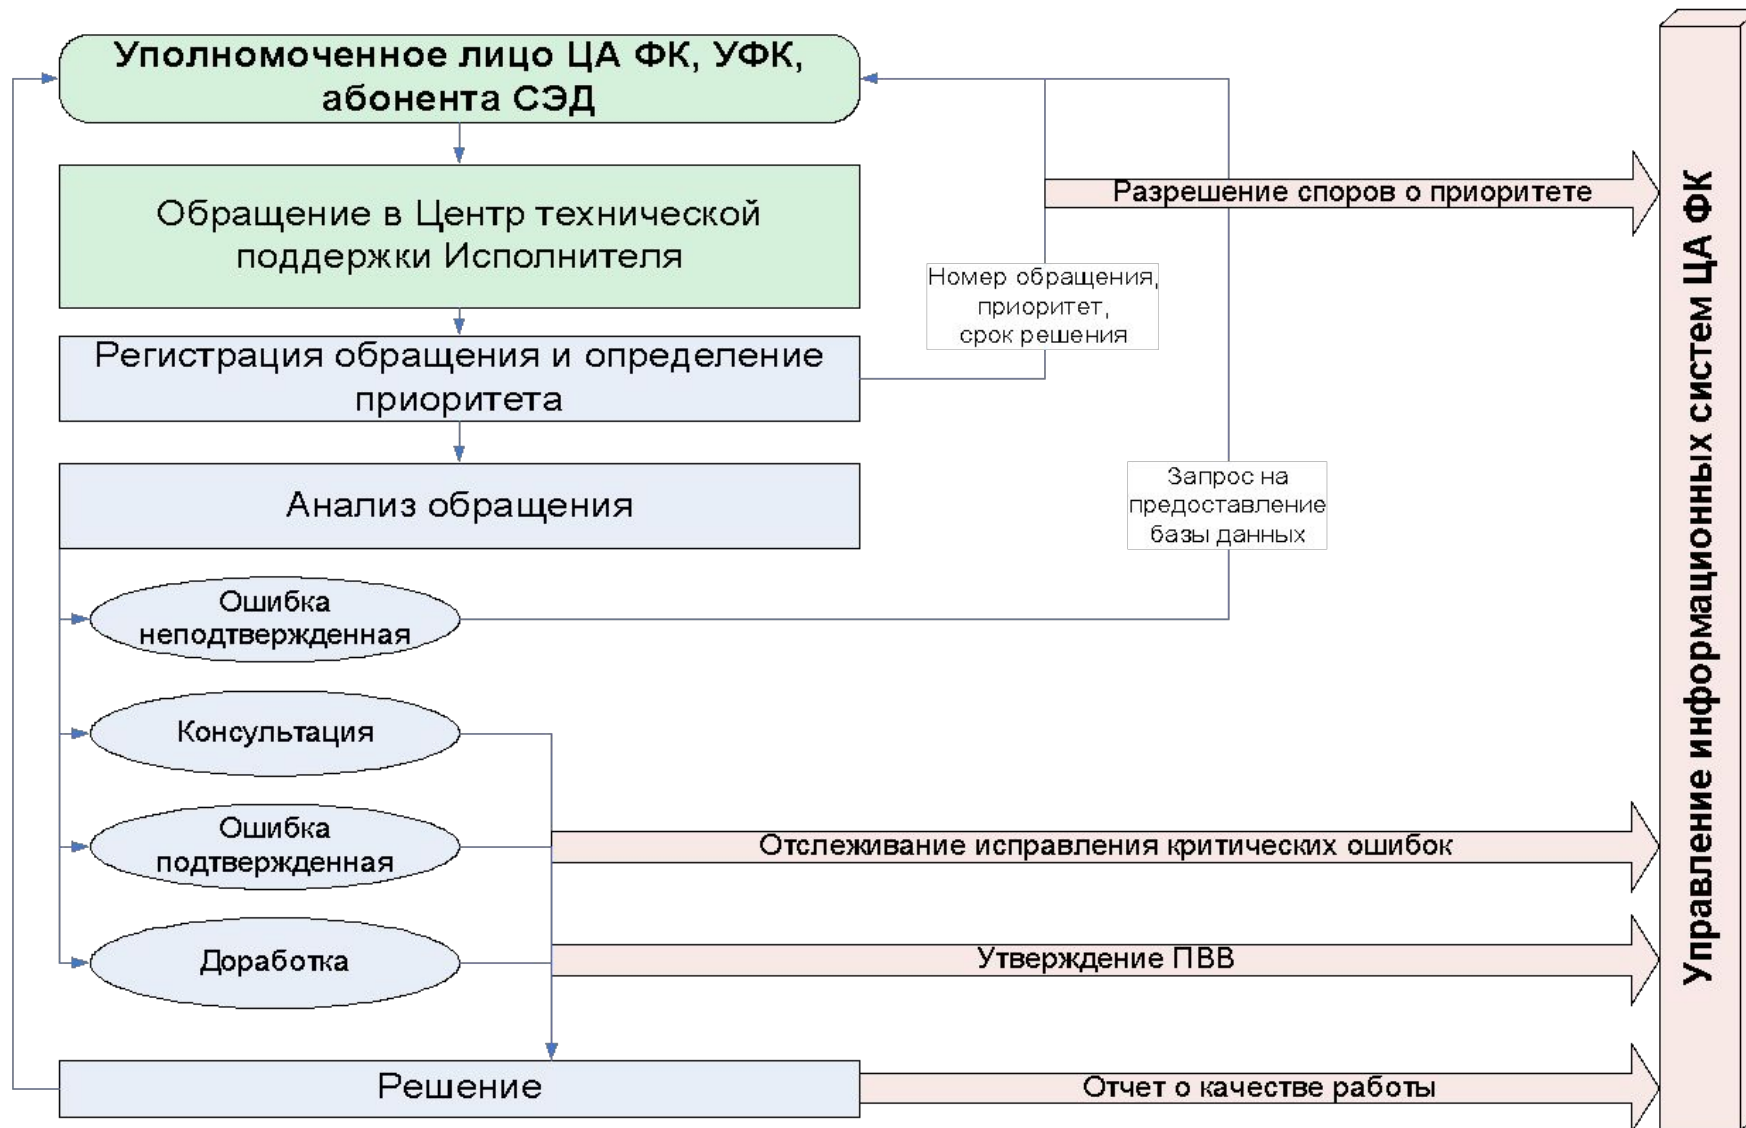 Уполномоченное лицо ЦА ФК, УФК,
абонента СЭД
Обращение в Центр технической
поддержки Исполнителя
Разрешение споров о приоритете
Номер обращения,
приоритет,
срок решения
Регистрация обращения и определение
приоритета
Анализ обращения
Запрос на
предоставление
базы данных
Ошибка
неподтвержденная
Консультация
Ошибка
подтвержденная
Отслеживание исправления критических ошибок
Доработка
Утверждение ПВВ
Решение
Отчет о качестве работы
Управление информационных систем ЦА ФК